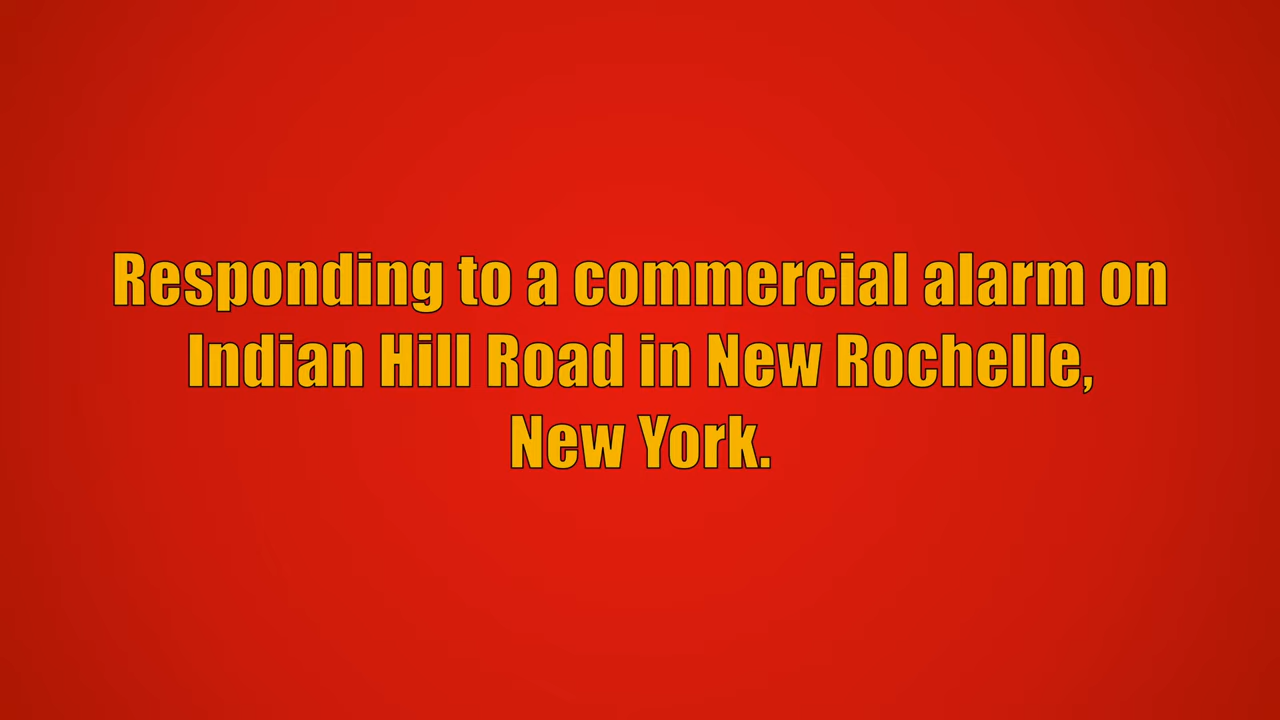 Responding to a commercial alarm on
Indian Hill Road in New Rochelle,
New York.